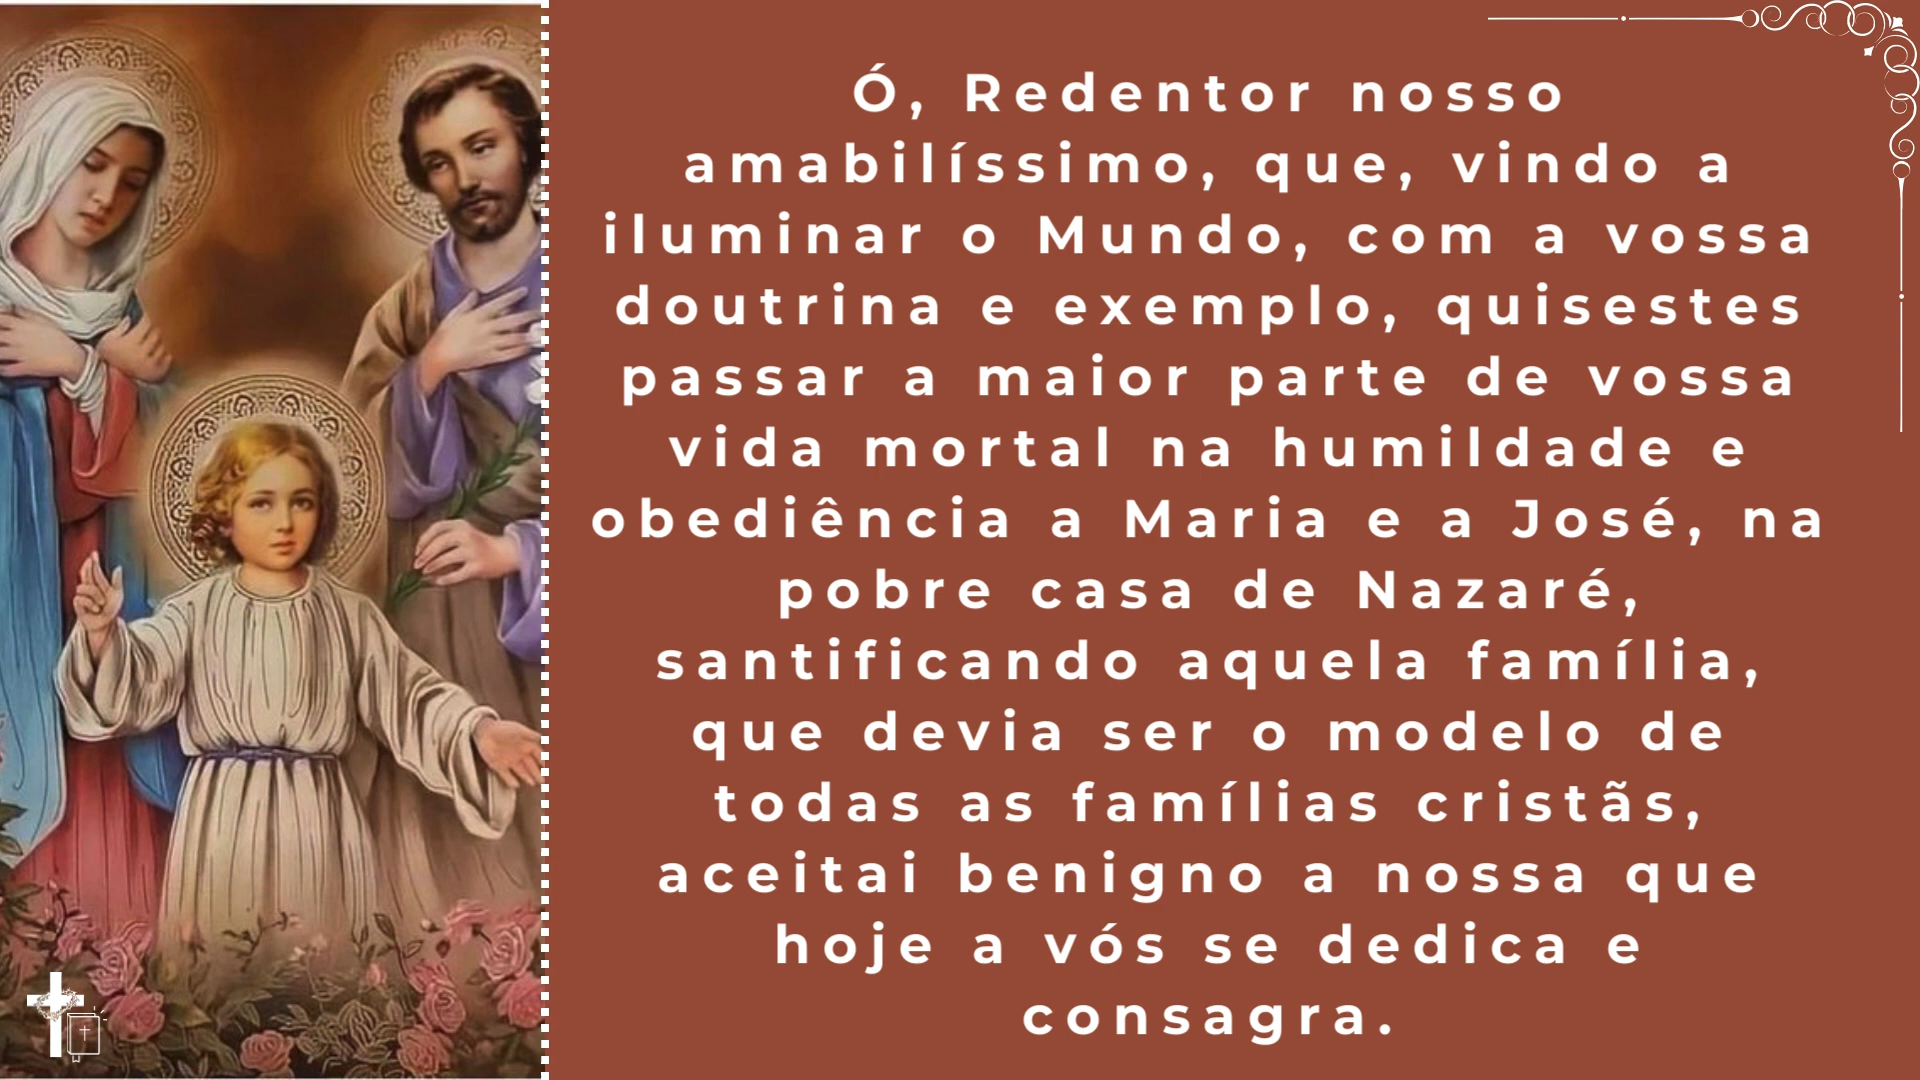 Ó, Redentor nosso
amabilíssimo, que, vindo a
iluminar o Mundo, com a vossa
doutrina e exemplo, quisestes
passar a maior parte de vossa
vida mortal na humildade e
obediência a Maria e a José, na
pobre casa de Nazaré,
santificando aquela família,
que devia ser o modelo de
todas as famílias cristãs,
aceitai benigno a nossa que
hoje a vós se dedica e
consagra.